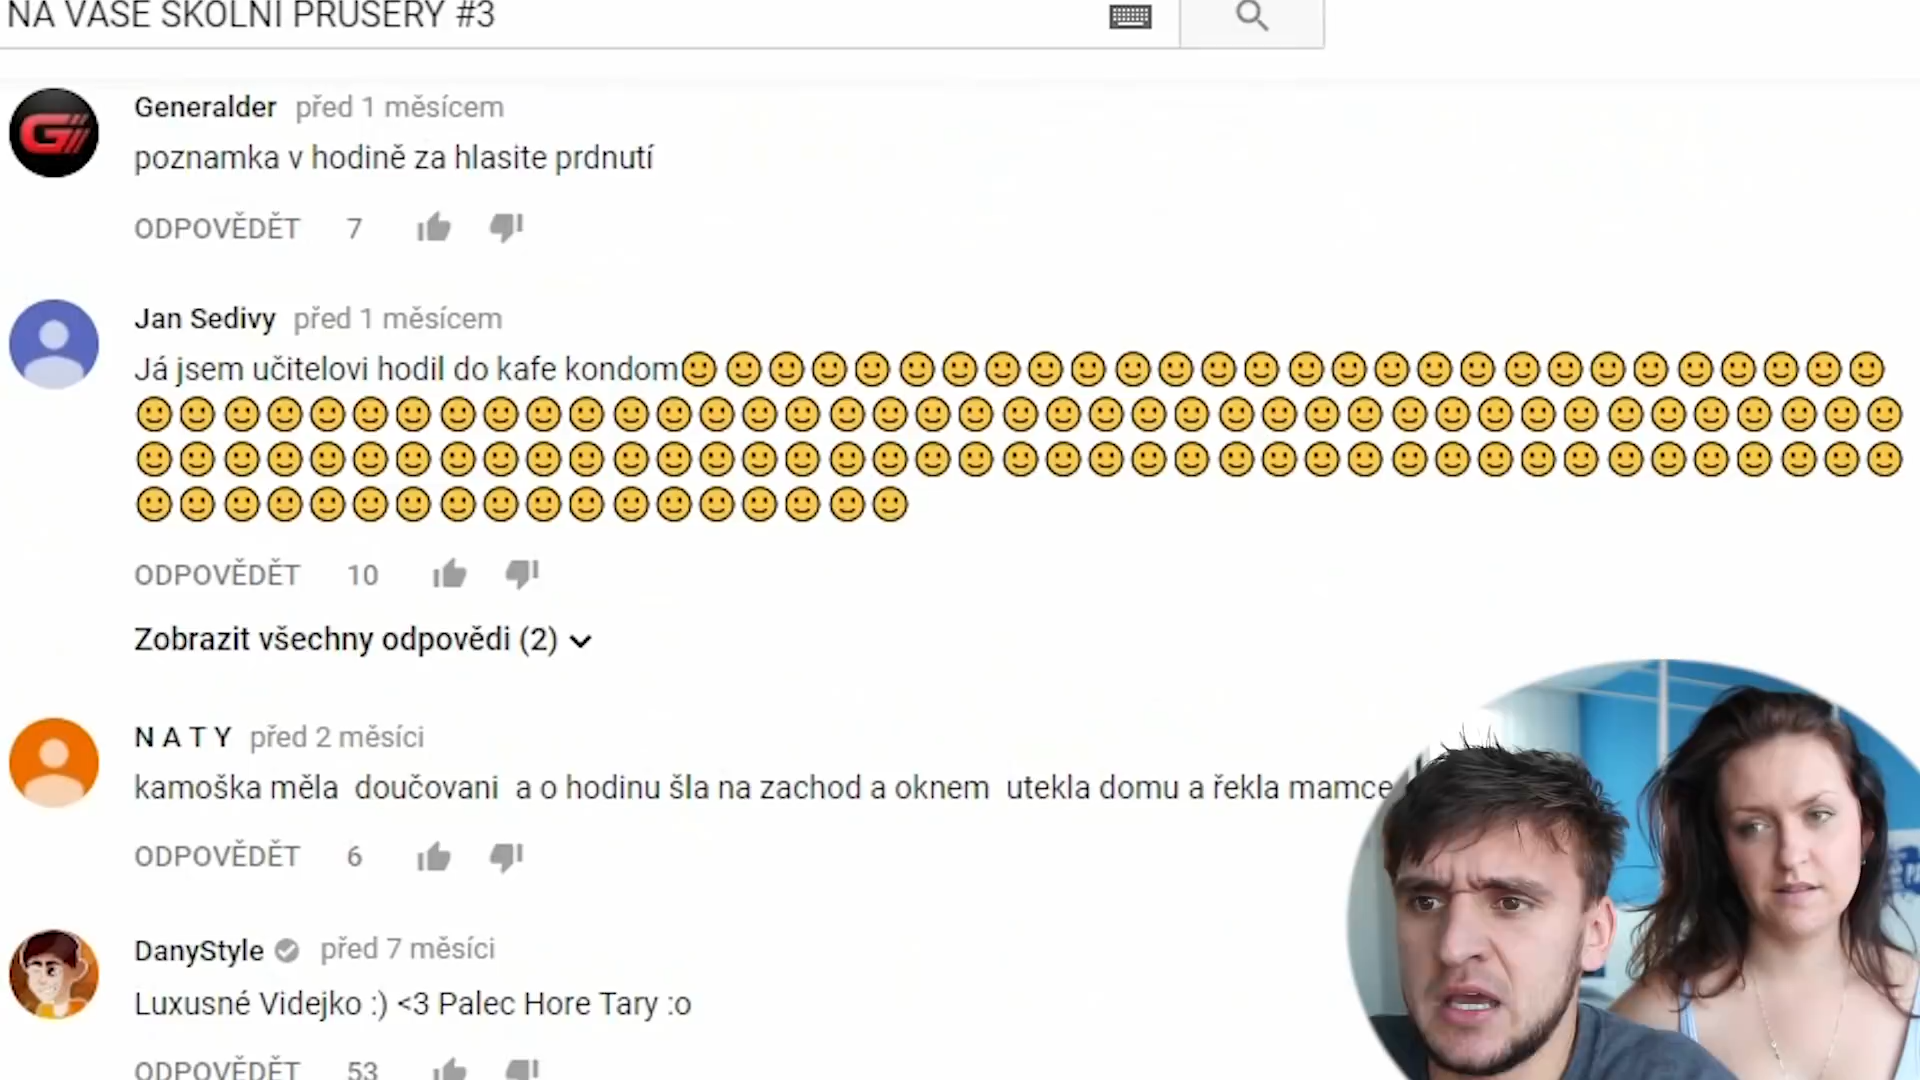 NA VAŠE ŠKOLNÍ PRŮSERY #3
Generalder před 1 měsícem
poznamka v hodině za hlasite prdnutí
ODPOVĚDĚT 7
Jan Sedivy před 1 měsícem
Já jsem učitelovi hodil do kafe kondom
ODPOVĚDĚT 10
Zobrazit všechny odpovědi (2)
N A T Y před 2 měsíci
kamoška měla doučovani a o hodinu šla na zachod a oknem utekla domu a řekla mamce
ODPOVĚDĚT 6
DanyStyle před 7 měsíci
Luxusné Videjko :) <3 Palec Hore Tary :o
ODPOVĚDĚT 53